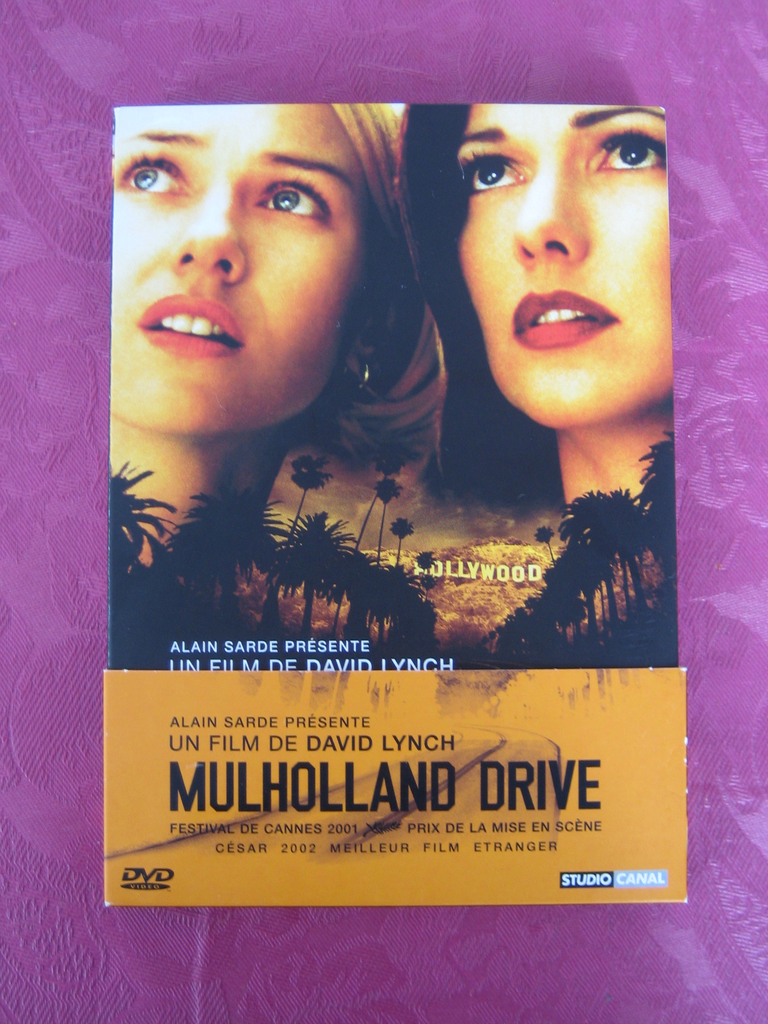 HOLLYWOOD
ALAIN SARDE PRÉSENTE
UN FILM DE DAVID LYNCH
ALAIN SARDE PRÉSENTE
UN FILM DE DAVID LYNCH
MULHOLLAND DRIVE
FESTIVAL DE CANNES 2001 PRIX DE LA MISE EN SCÈNE
CÉSAR 2002 MEILLEUR FILM ETRANGER
DVD
VIDEO
STUDIO CANAL